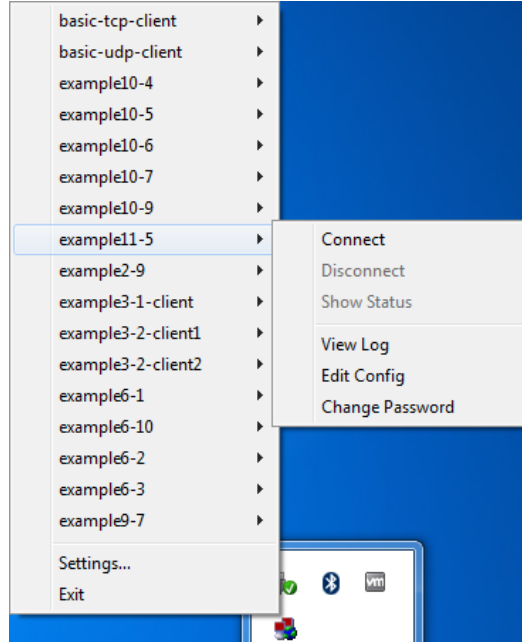 basic-tcp-client
basic-udp-client
example10-4
example10-5
example10-6
example10-7
example10-9
example11-5
example2-9
example3-1-client
example3-2-client1
example3-2-client2
example6-1
example6-10
example6-2
example6-3
example9-7
Settings...
Exit
Connect
Disconnect
Show Status
View Log
Edit Config
Change Password
vm